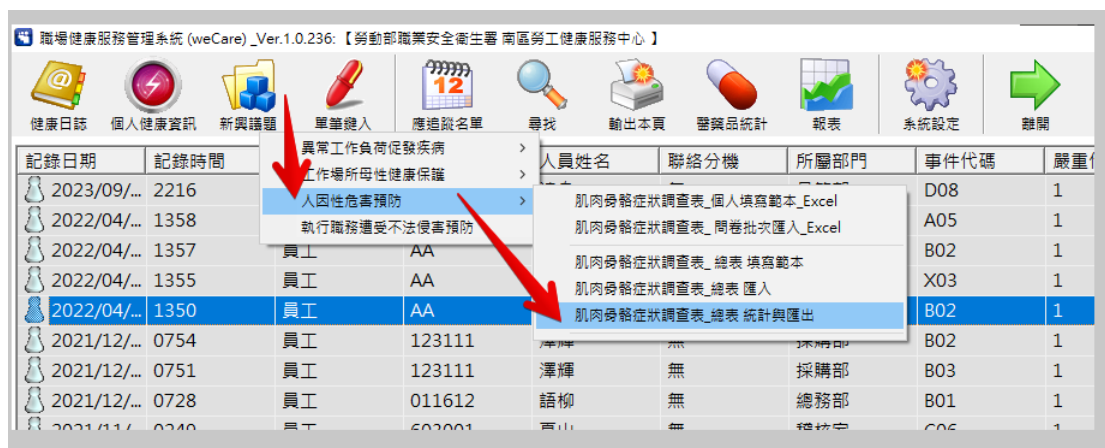 職場健康服務管理系統 (weCare) _Ver.1.0.236: 【 勞動部職業安全衛生署 南區勞工健康服務中心 】
健康日誌 個人健康資訊 新興議題 單筆鍵入 應追蹤名單 尋找 輸出本頁 醫藥品統計 報表 系統設定 離開
12
記錄日期 記錄時間 人員姓名 聯絡分機 所屬部門 事件代碼
異常工作負荷促發疾病 >
工作場所母性健康保護 >
人因性危害預防 >
執行職務遭受不法侵害預防
肌肉骨骼症狀調查表_個人填寫範本_Excel
肌肉骨骼症狀調查表_ 問卷批次匯入_Excel
肌肉骨骼症狀調查表_ 總表 填寫範本
肌肉骨骼症狀調查表_總表 匯入
肌肉骨骼症狀調查表_總表 統計與匯出
2023/09/... 2216 D08 1
2022/04/... 1358 A05 1
2022/04/... 1357 員工 AA B02 1
2022/04/... 1355 員工 AA X03 1
2022/04/... 1350 員工 AA B02 1
2021/12/... 0754 員工 123111 澤輝 無 採購部 B02 1
2021/12/... 0751 員工 123111 澤輝 無 採購部 B03 1
2021/12/... 0728 員工 011612 語柳 無 總務部 B01 1